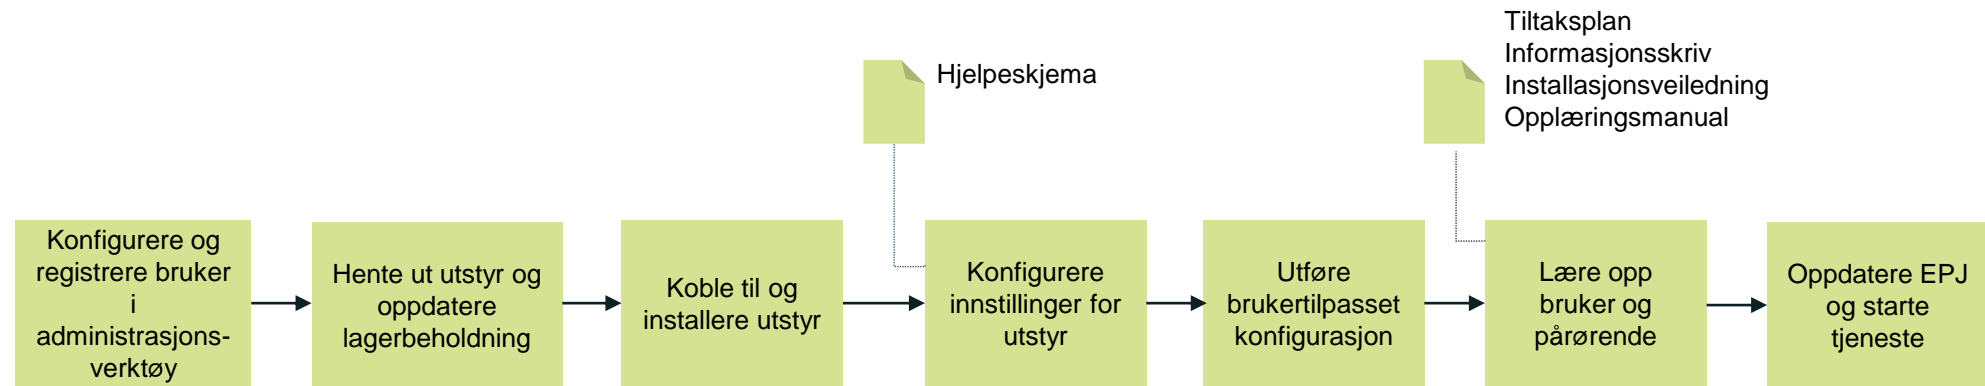 Tiltaksplan
Informasjonsskriv
Installasjonsveiledning
Opplæringsmanual
Hjelpeskjema
Konfigurere og
registrere bruker
i
administrasjons-
verktøy
Hente ut utstyr og
oppdatere
lagerbeholdning
Koble til og
installere utstyr
Konfigurere
innstillinger for
utstyr
Utføre
brukertilpasset
konfigurasjon
Lære opp
bruker og
pårørende
Oppdatere EPJ
og starte
tjeneste